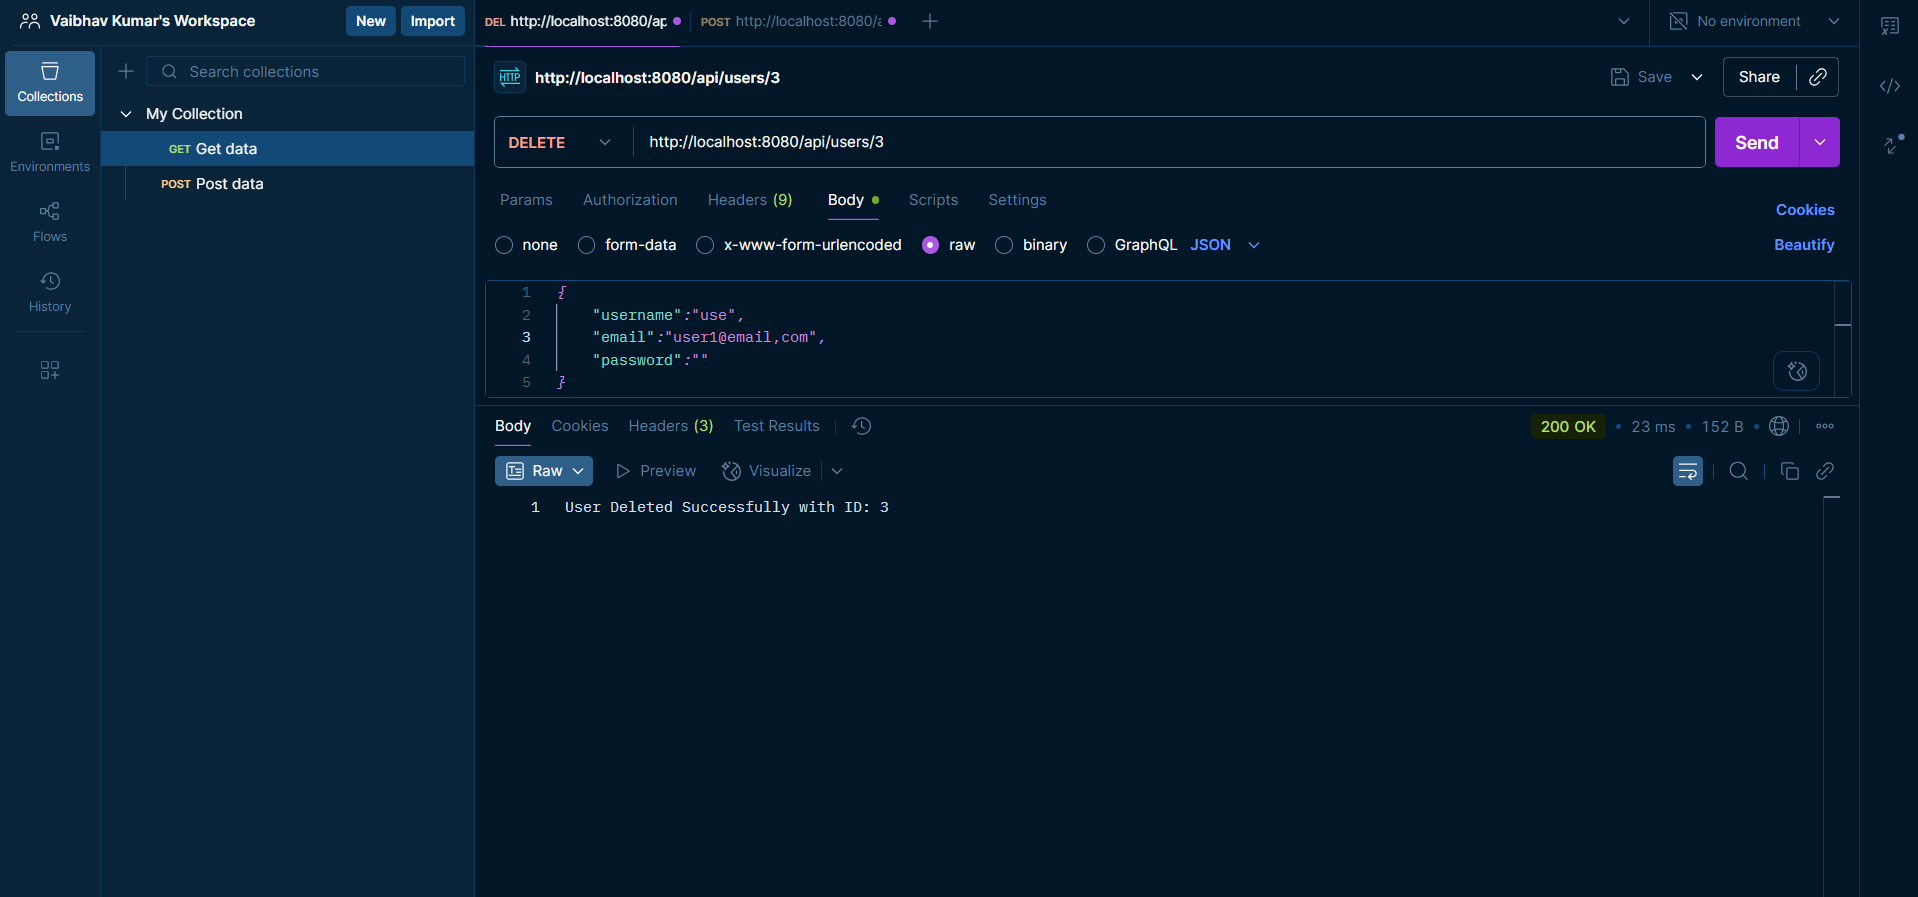 Vaibhav Kumar's Workspace
New
Import
DEL http://localhost:8080/ap
POST http://localhost:8080/a
No environment
Collections
Environments
Flows
History
Search collections
My Collection
GET Get data
POST Post data
HTTP http://localhost:8080/api/users/3
Save
Share
DELETE
http://localhost:8080/api/users/3
Send
Params
Authorization
Headers (9)
Body
Scripts
Settings
Cookies
none
form-data
x-www-form-urlencoded
raw
binary
GraphQL
JSON
Beautify
1 {
2 "username":"use",
3 "email":"user1@email,com",
4 "password":""
5 }
Body
Cookies
Headers (3)
Test Results
200 OK • 23 ms • 152 B •
Raw
Preview
Visualize
1 User Deleted Successfully with ID: 3